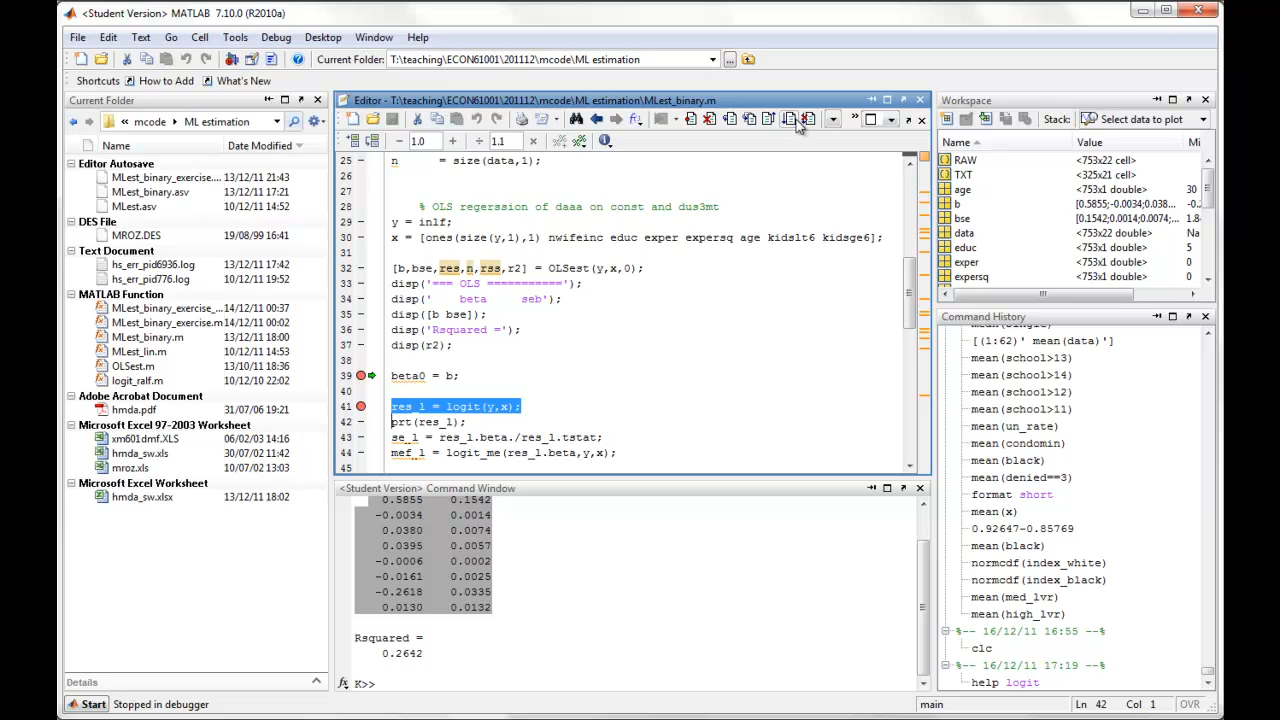 <Student Version> MATLAB 7.10.0 (R2010a)
File Edit Text Go Cell Tools Debug Desktop Window Help
Current Folder: T:\teaching\ECON61001\201112\mcode\ML estimation
Shortcuts How to Add What's New
Current Folder
« mcode ▸ ML estimation
Name Date Modified
Editor Autosave
MLest_binary_exercise.... 13/12/11 21:43
MLest_binary.asv 13/12/11 17:21
MLest.asv 10/12/11 14:52
DES File
MROZ.DES 19/08/99 16:41
Text Document
hs_err_pid6936.log 13/12/11 17:42
hs_err_pid776.log 10/12/11 19:52
MATLAB Function
MLest_binary_exercise_... 14/12/11 00:37
MLest_binary_exercise.m 14/12/11 00:02
MLest_binary.m 13/12/11 18:00
MLest_lin.m 10/12/11 14:53
OLSest.m 13/10/11 18:36
logit_ralf.m 10/12/10 22:02
Adobe Acrobat Document
hmda.pdf 31/07/06 19:21
Microsoft Excel 97-2003 Worksheet
xm601dmf.XLS 06/02/03 14:16
hmda_sw.xls 30/07/02 11:42
mroz.xls 10/07/02 13:03
Microsoft Excel Worksheet
hmda_sw.xlsx 13/12/11 18:02
Details
Start Stopped in debugger
Editor - T:\teaching\ECON61001\201112\mcode\ML estimation\MLest_binary.m
− 1.0 + ÷ 1.1 ×
25 n = size(data,1);
26
27
28 % OLS regerssion of daaa on const and dus3mt
29 y = inlf;
30 x = [ones(size(y,1),1) nwifeinc educ exper expersq age kidslt6 kidsge6];
31
32 [b,bse,res,n,rss,r2] = OLSest(y,x,0);
33 disp('=== OLS ===========');
34 disp(' beta seb');
35 disp([b bse]);
36 disp('Rsquared =');
37 disp(r2);
38
39 beta0 = b;
40
41 res_l = logit(y,x);
42 prt(res_l);
43 se_l = res_l.beta./res_l.tstat;
44 mef_l = logit_me(res_l.beta,y,x);
45
<Student Version> Command Window
0.5855 0.1542
-0.0034 0.0014
0.0380 0.0074
0.0395 0.0057
-0.0006 0.0002
-0.0161 0.0025
-0.2618 0.0335
0.0130 0.0132
Rsquared =
0.2642
fx K>>
Workspace
Stack: Select data to plot
Name Value Mi
RAW <753x22 cell>
TXT <325x21 cell>
age <753x1 double> 30
b [0.5855;-0.0034;0.038... -0.
bse [0.1542;0.0014;0.0074;... 1.8
data <753x22 double> Na
educ <753x1 double> 5
exper <753x1 double> 0
expersq <753x1 double> 0
Command History
mean(single)
[(1:62)' mean(data)']
mean(school>13)
mean(school>14)
mean(school>12)
mean(school>11)
mean(un_rate)
mean(condomin)
mean(black)
mean(denied==3)
format short
mean(x)
0.92647-0.85769
mean(black)
normcdf(index_white)
normcdf(index_black)
mean(med_lvr)
mean(high_lvr)
%-- 16/12/11 16:55 --%
clc
%-- 16/12/11 17:19 --%
help logit
main Ln 42 Col 1 OVR